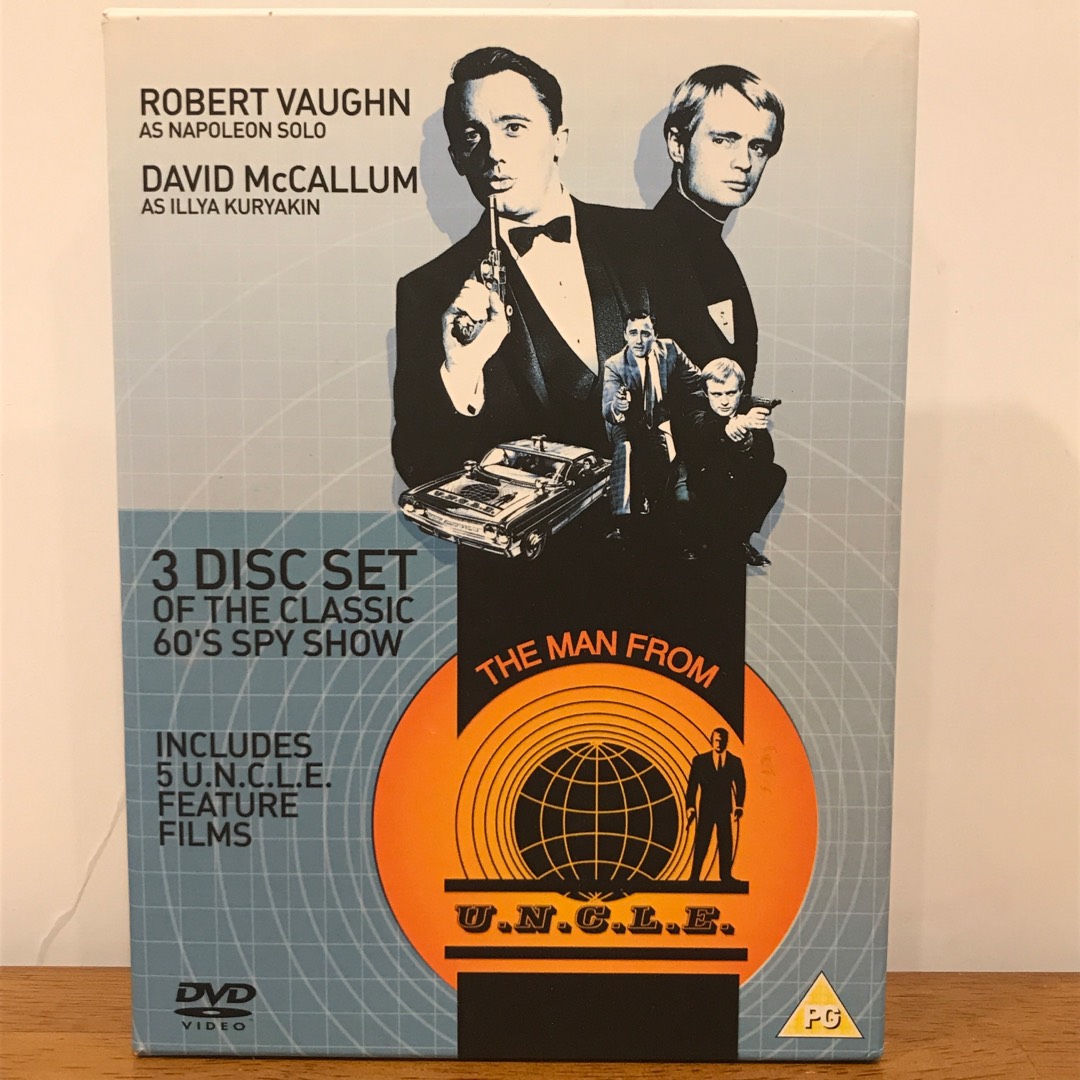 ROBERT VAUGHN
AS NAPOLEON SOLO
DAVID McCALLUM
AS ILLYA KURYAKIN
U.N.C.L.E.
3 DISC SET
OF THE CLASSIC
60'S SPY SHOW
THE MAN FROM
INCLUDES
5 U.N.C.L.E.
FEATURE
FILMS
U.N.C.L.E.
DVD
VIDEO
PG